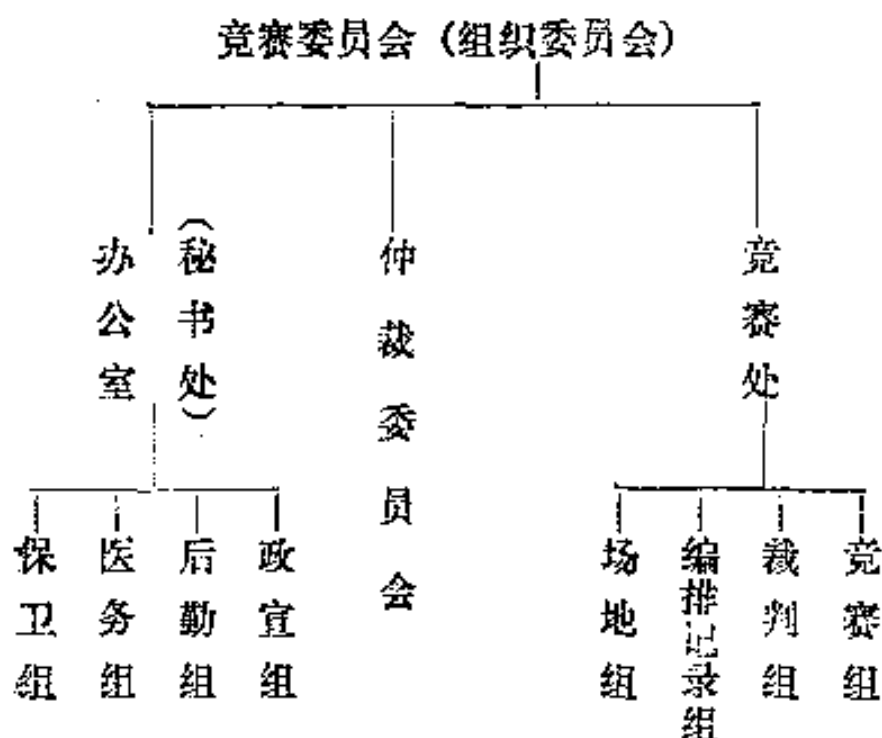 竞赛委员会（组织委员会）
办公室
（秘书处）
仲裁委员会
竞赛处
保卫组
医务组
后勤组
政宣组
场地组
编排记录组
裁判组
竞赛组